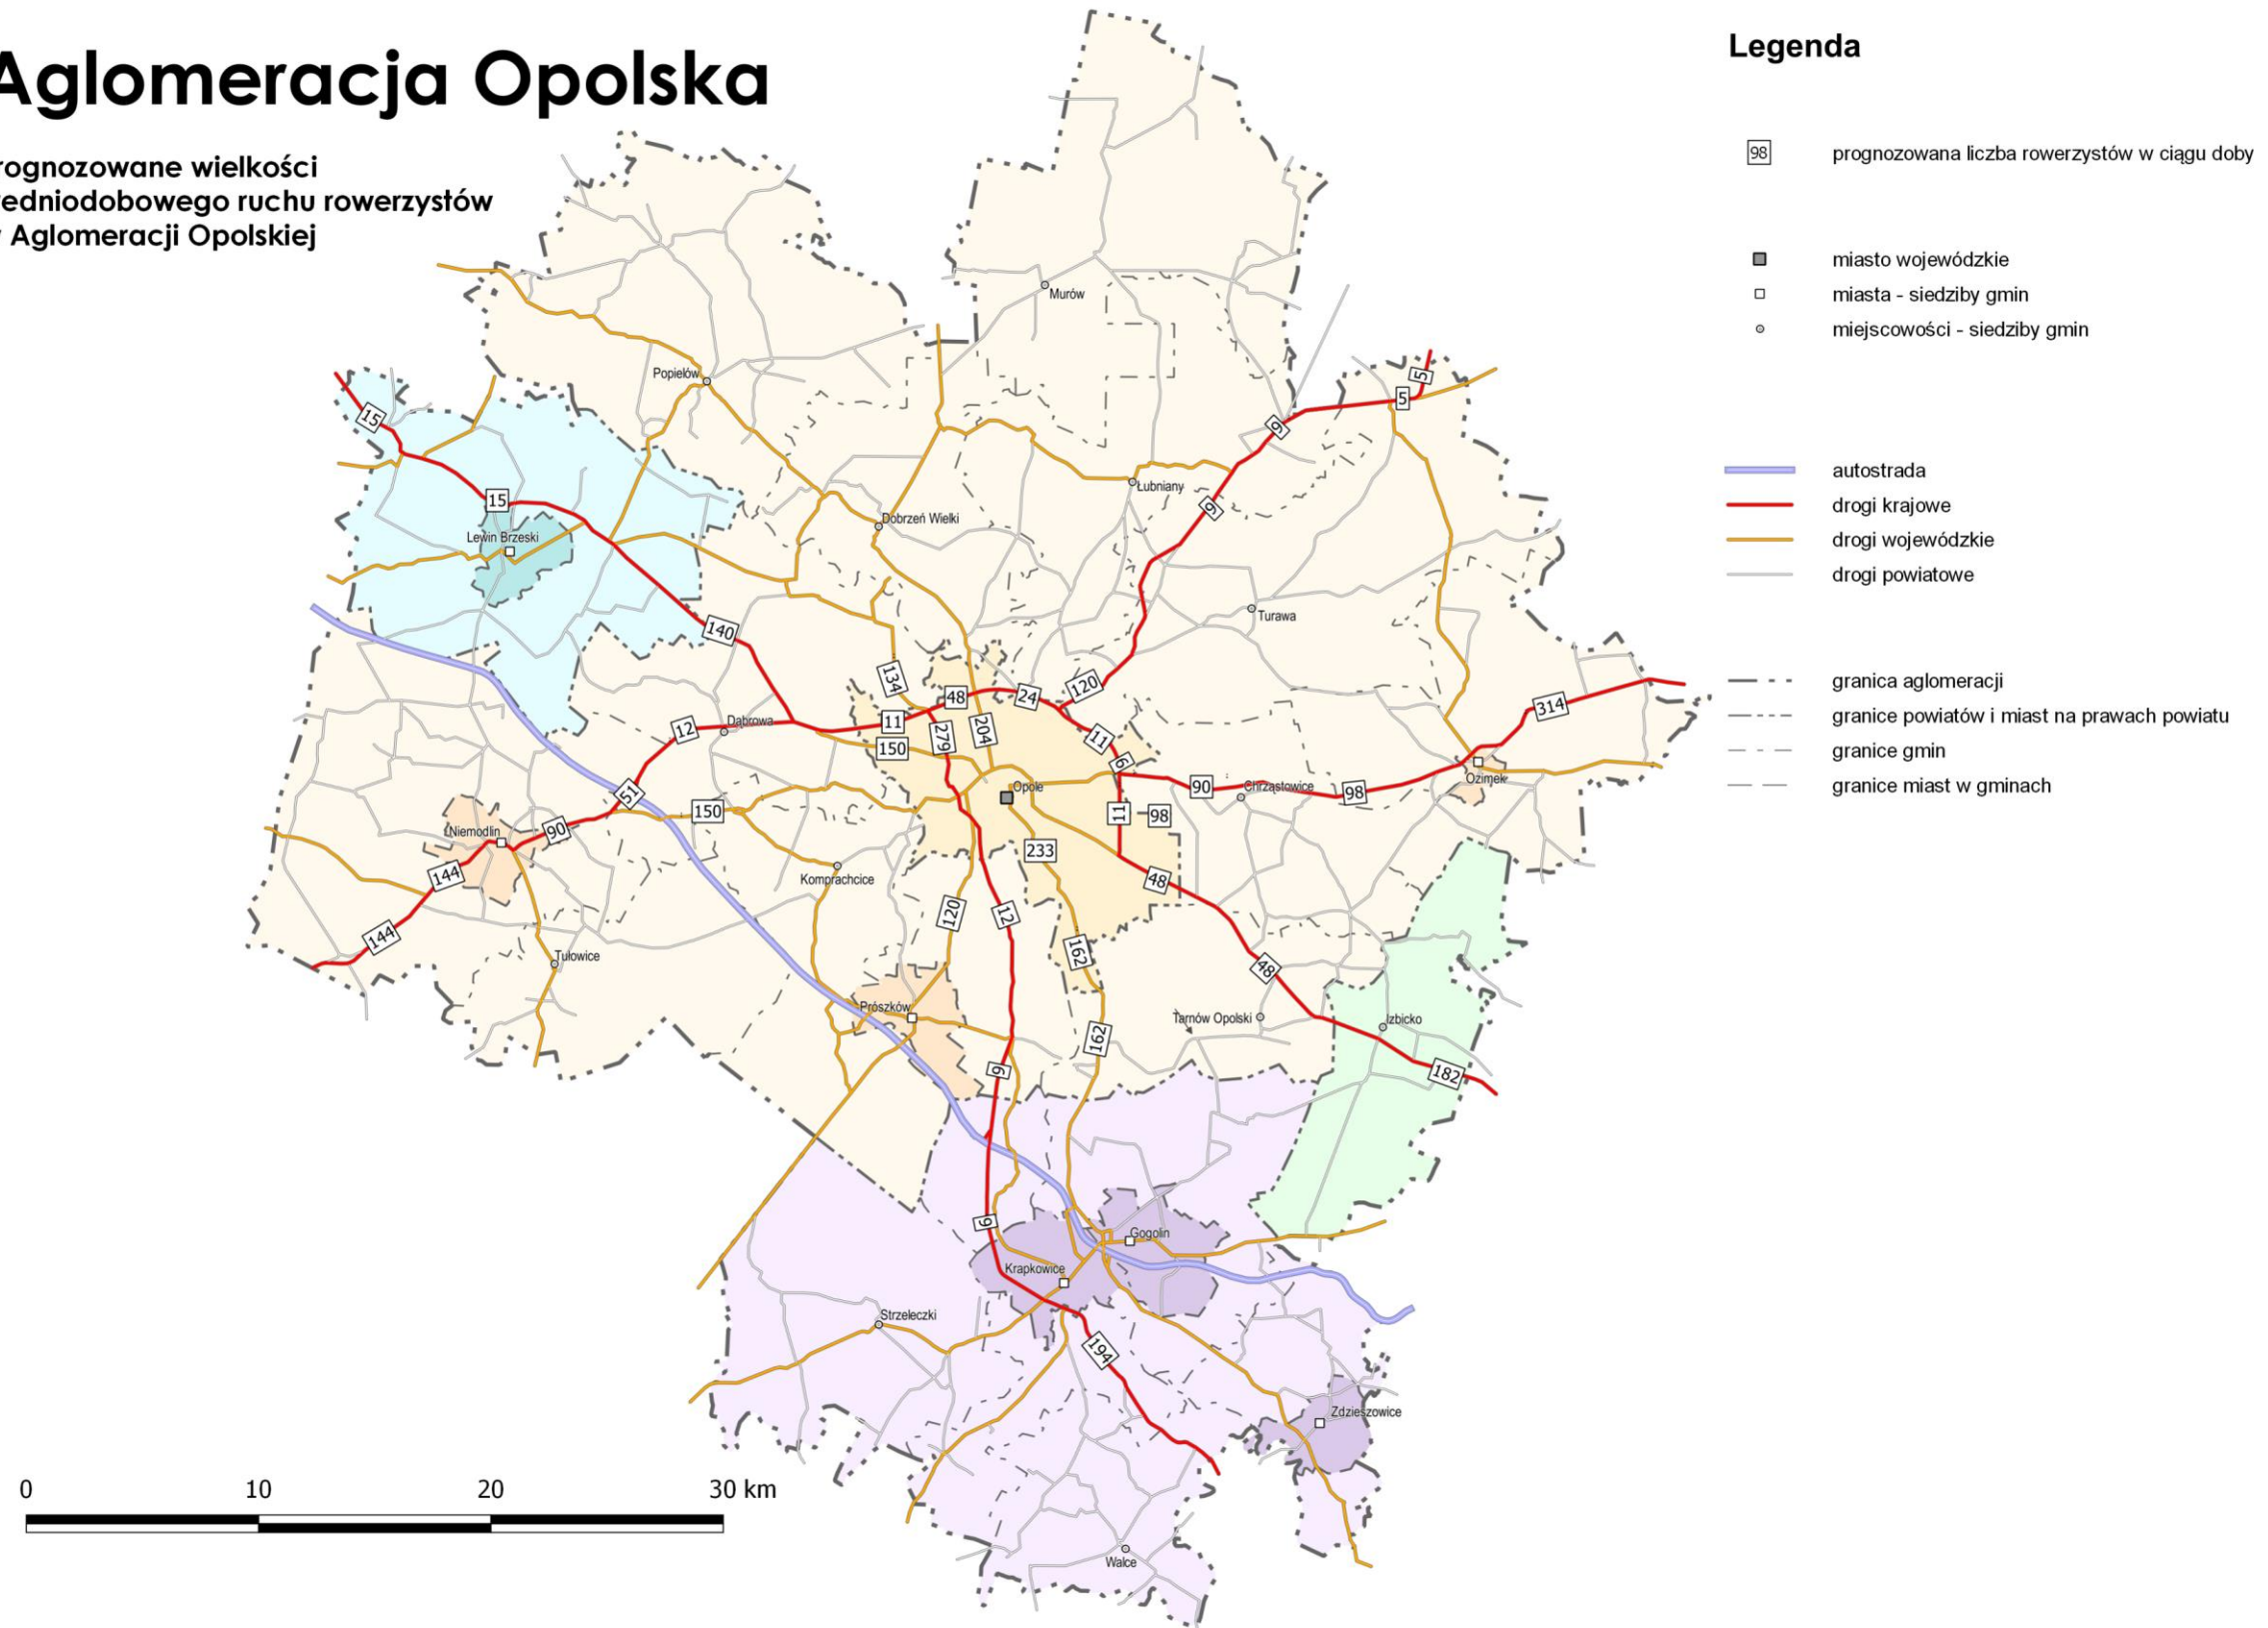 Aglomeracja Opolska
rognozowane wielkości
edniodobowego ruchu rowerzystów
Aglomeracji Opolskiej
Legenda
98 prognozowana liczba rowerzystów w ciągu doby
miasto wojewódzkie
miasta - siedziby gmin
miejscowości - siedziby gmin
autostrada
drogi krajowe
drogi wojewódzkie
drogi powiatowe
granica aglomeracji
granice powiatów i miast na prawach powiatu
granice gmin
granice miast w gminach
Murów
Popielów
5
5
15
9
15
Łubniany
9
Dobrzeń Wielki
Lewin Brzeski
Turawa
140
134
120
48
24
314
12
Dąbrowa
11
279
204
11
150
6
Ozimek
Opole
90
Chrząstowice
98
51
150
11
98
Niemodlin
90
233
144
Komprachcice
48
120
12
144
162
Tułowice
48
Prószków
Tarnów Opolski
Izbicko
162
9
182
9
Gogolin
Krapkowice
Strzeleczki
194
Zdzieszowice
Walce
0 10 20 30 km